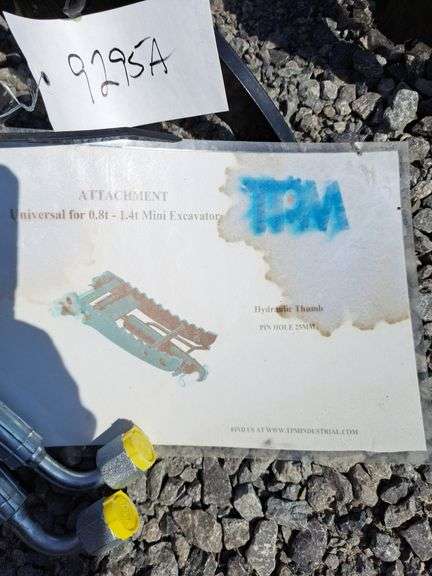 9295A
ATTACHMENT
Universal for 0.8t - 1.4t Mini Excavator
TPM
Hydraulic Thumb
PIN HOLE 25MM
FIND US AT WWW.TPMINDUSTRIAL.COM